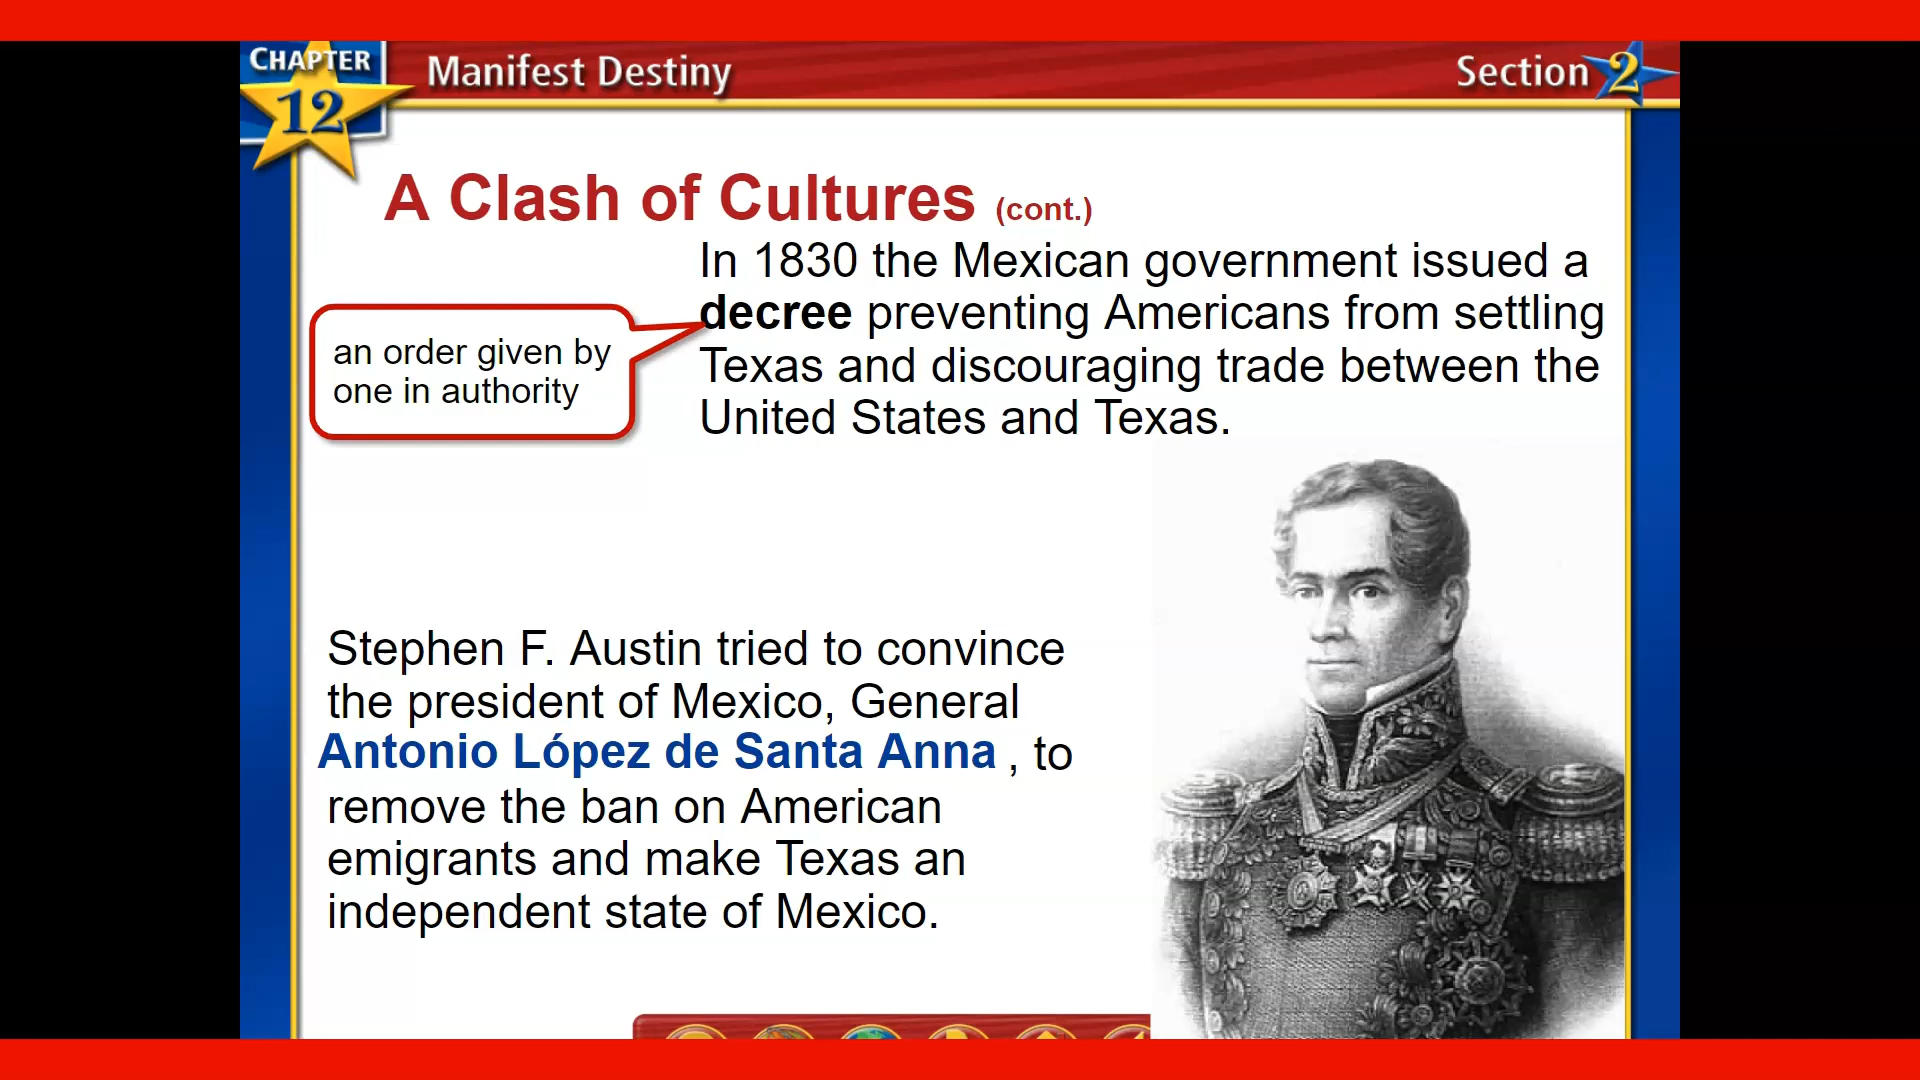 CHAPTER
12
Manifest Destiny
Section 2
A Clash of Cultures (cont.)
In 1830 the Mexican government issued a
decree preventing Americans from settling
Texas and discouraging trade between the
United States and Texas.
an order given by
one in authority
Stephen F. Austin tried to convince
the president of Mexico, General
Antonio López de Santa Anna , to
remove the ban on American
emigrants and make Texas an
independent state of Mexico.